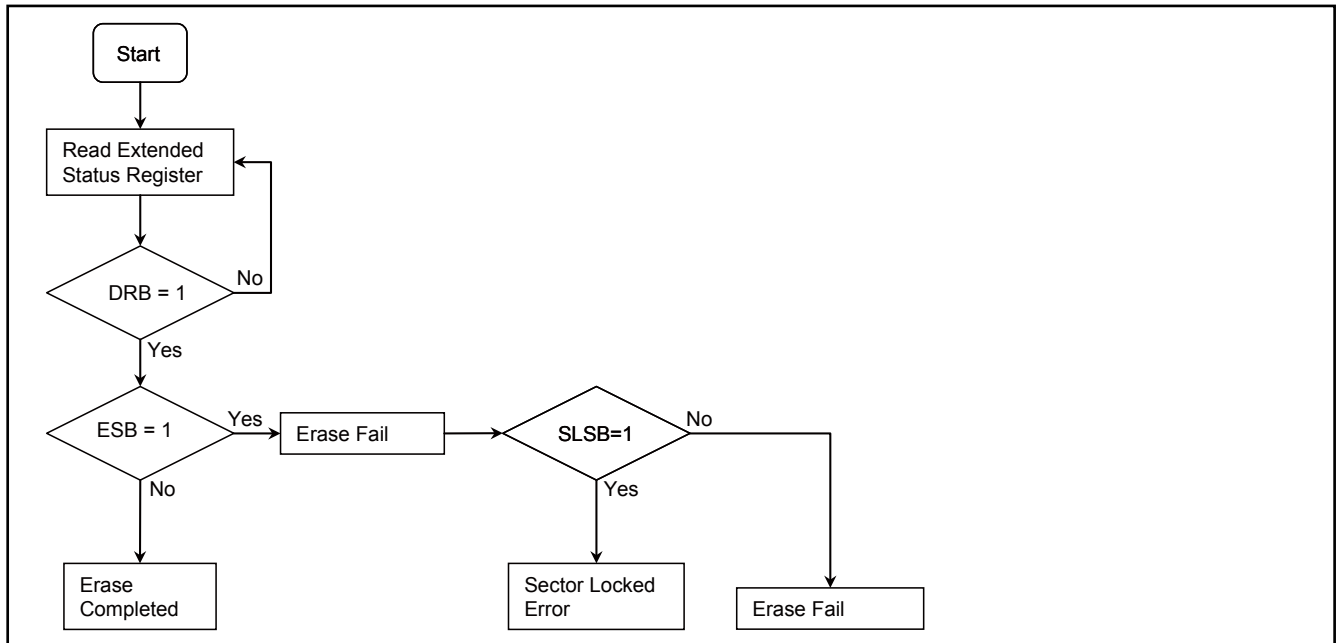 Start
Read Extended
Status Register
DRB = 1
No
Yes
ESB = 1
Yes
Erase Fail
SLSB=1
No
No
Yes
Erase
Completed
Sector Locked
Error
Erase Fail